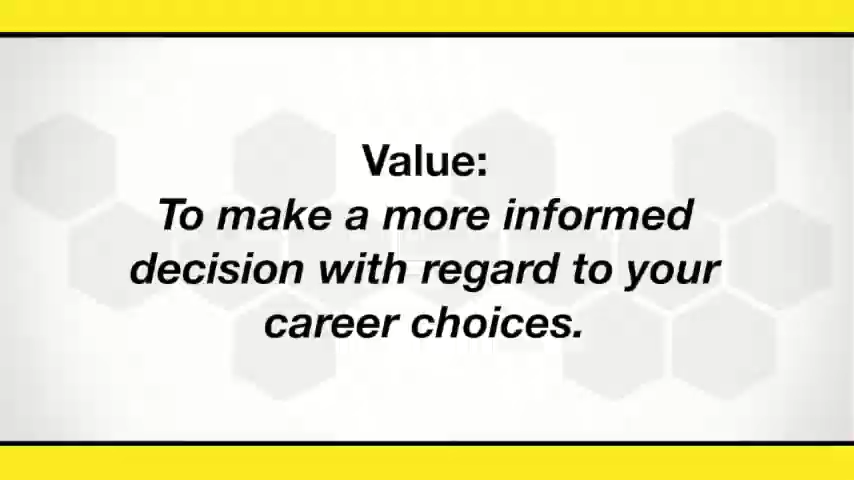 Value:
To make a more informed
decision with regard to your
career choices.